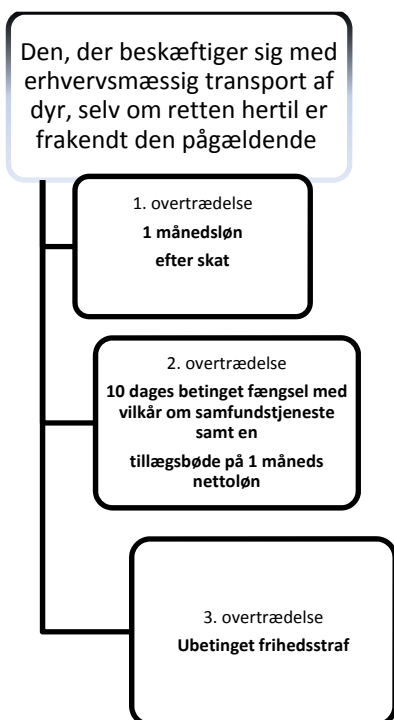 Den, der beskæftiger sig med
erhvervsmæssig transport af
dyr, selv om retten hertil er
frakendt den pågældende
1. overtrædelse
1 månedsløn
efter skat
2. overtrædelse
10 dages betinget fængsel med
vilkår om samfundstjeneste
samt en
tillægsbøde på 1 måneds
nettoløn
3. overtrædelse
Ubetinget frihedsstraf